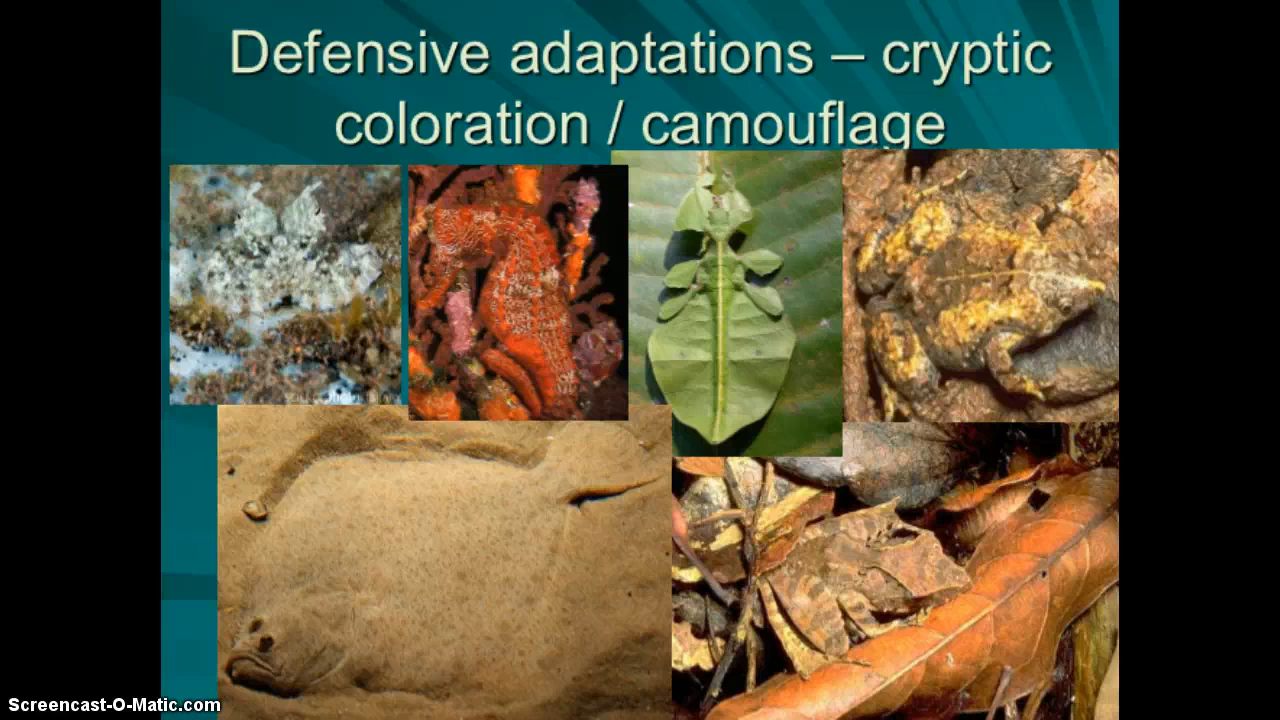 Defensive adaptations – cryptic
coloration / camouflage
Screencast-O-Matic.com